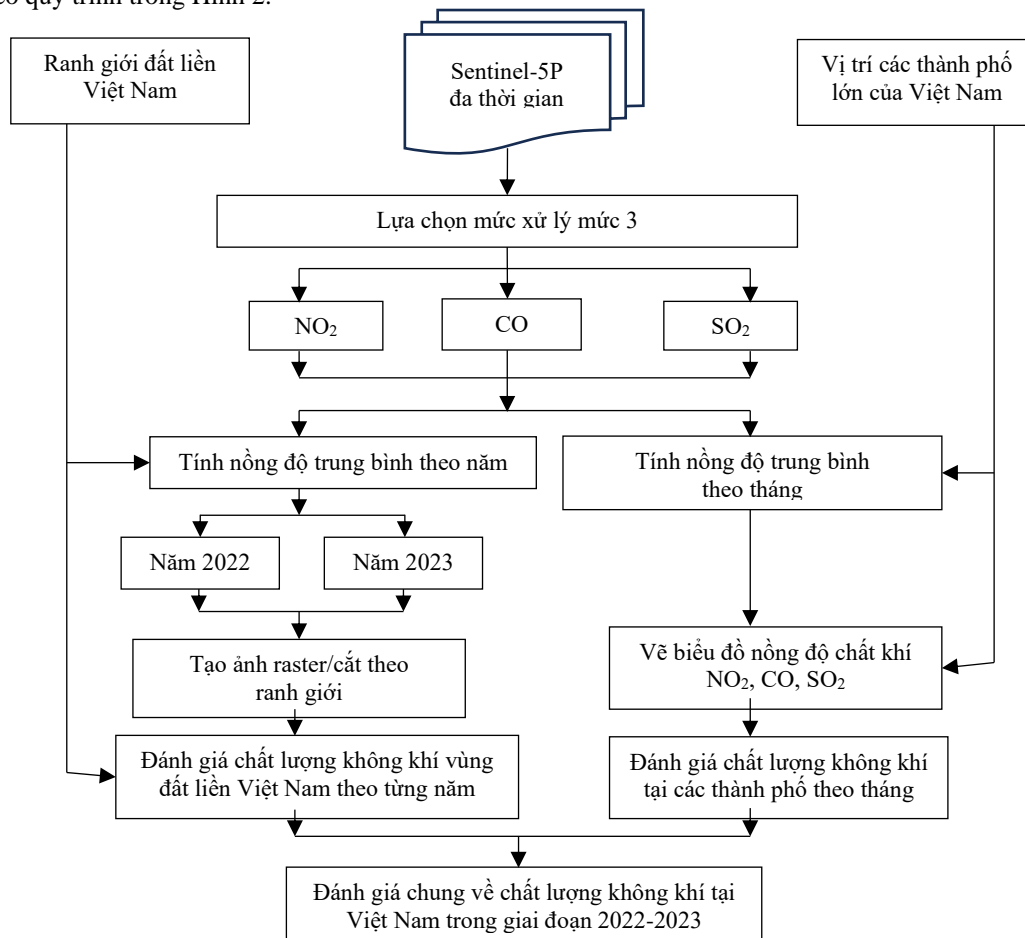 eo quy trình trong Hình 2.
Ranh giới đất liền
Việt Nam
Sentinel-5P
đa thời gian
Vị trí các thành phố
lớn của Việt Nam
Lựa chọn mức xử lý mức 3
NO₂
CO
SO₂
Tính nồng độ trung bình theo năm
Tính nồng độ trung bình
theo tháng
Năm 2022
Năm 2023
Tạo ảnh raster/cắt theo
ranh giới
Vẽ biểu đồ nồng độ chất khí
NO₂, CO, SO₂
Đánh giá chất lượng không khí vùng
đất liền Việt Nam theo từng năm
Đánh giá chất lượng không khí
tại các thành phố theo tháng
Đánh giá chung về chất lượng không khí tại
Việt Nam trong giai đoạn 2022-2023